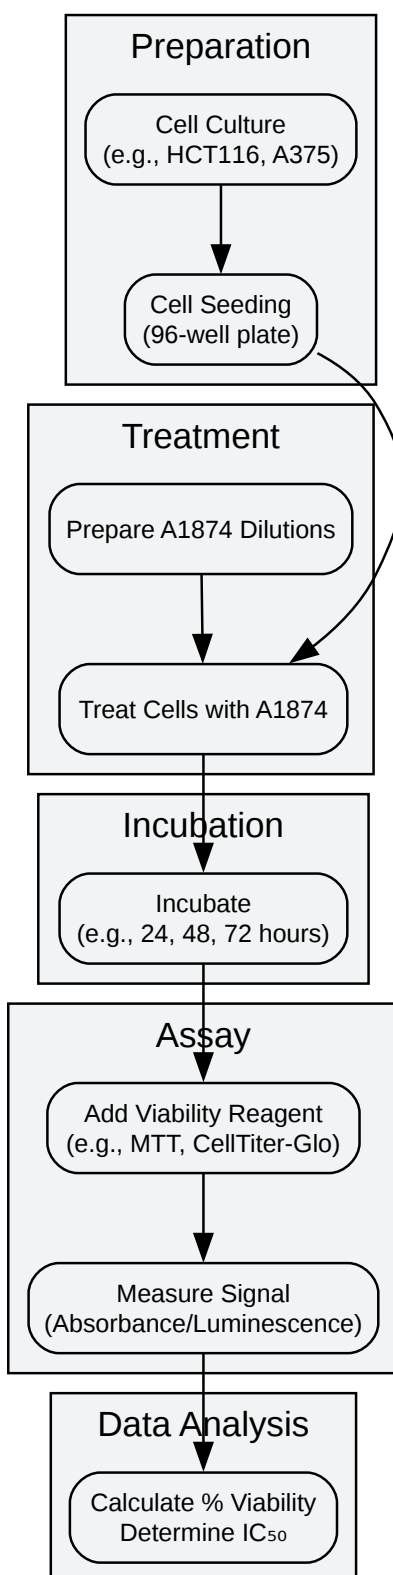 Preparation
Cell Culture
(e.g., HCT116, A375)
Cell Seeding
(96-well plate)
Treatment
Prepare A1874 Dilutions
Treat Cells with A1874
Incubation
Incubate
(e.g., 24, 48, 72 hours)
Assay
Add Viability Reagent
(e.g., MTT, CellTiter-Glo)
Measure Signal
(Absorbance/Luminescence)
Data Analysis
Calculate % Viability
Determine IC₅₀